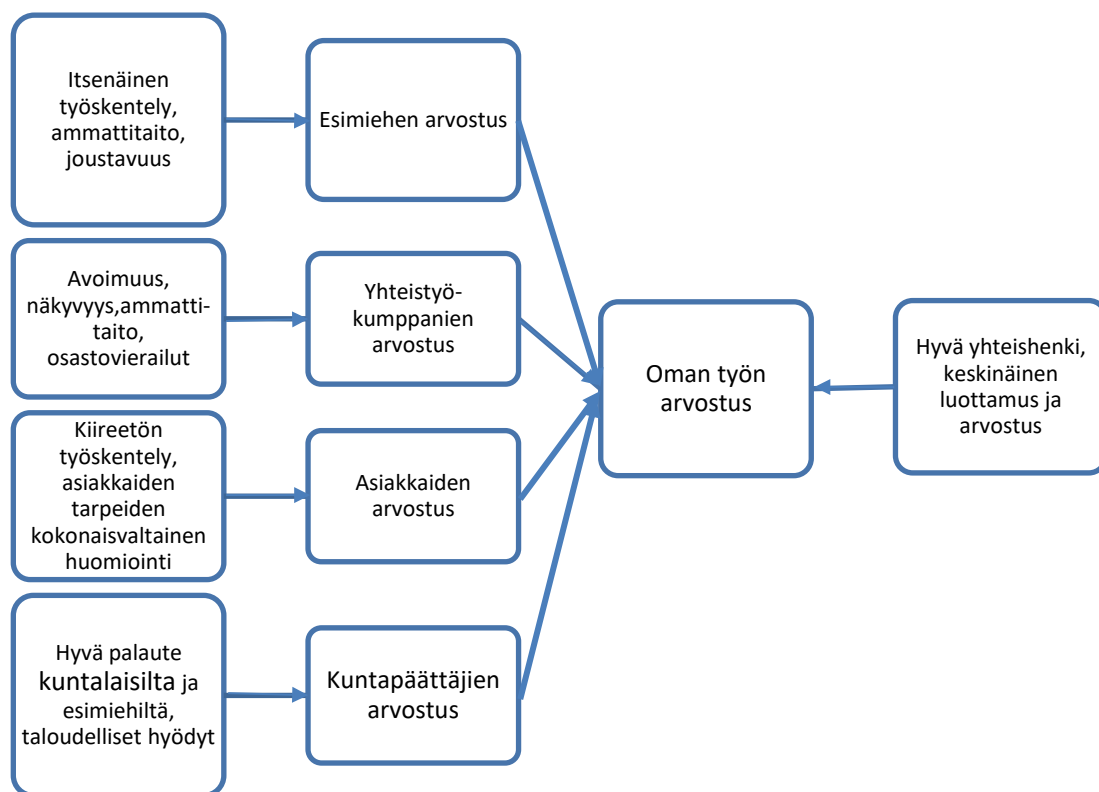 Itsenäinen
työskentely,
ammattitaito,
joustavuus
Esimiehen arvostus
Avoimuus,
näkyvyys,ammatti-
taito,
osastovierailut
Yhteistyö-
kumppanien
arvostus
Kiireetön
työskentely,
asiakkaiden
tarpeiden
kokonaisvaltainen
huomiointi
Asiakkaiden
arvostus
Hyvä palaute
kuntalaisilta ja
esimiehiltä,
taloudelliset hyödyt
Kuntapäättäjien
arvostus
Oman työn
arvostus
Hyvä yhteishenki,
keskinäinen
luottamus ja
arvostus